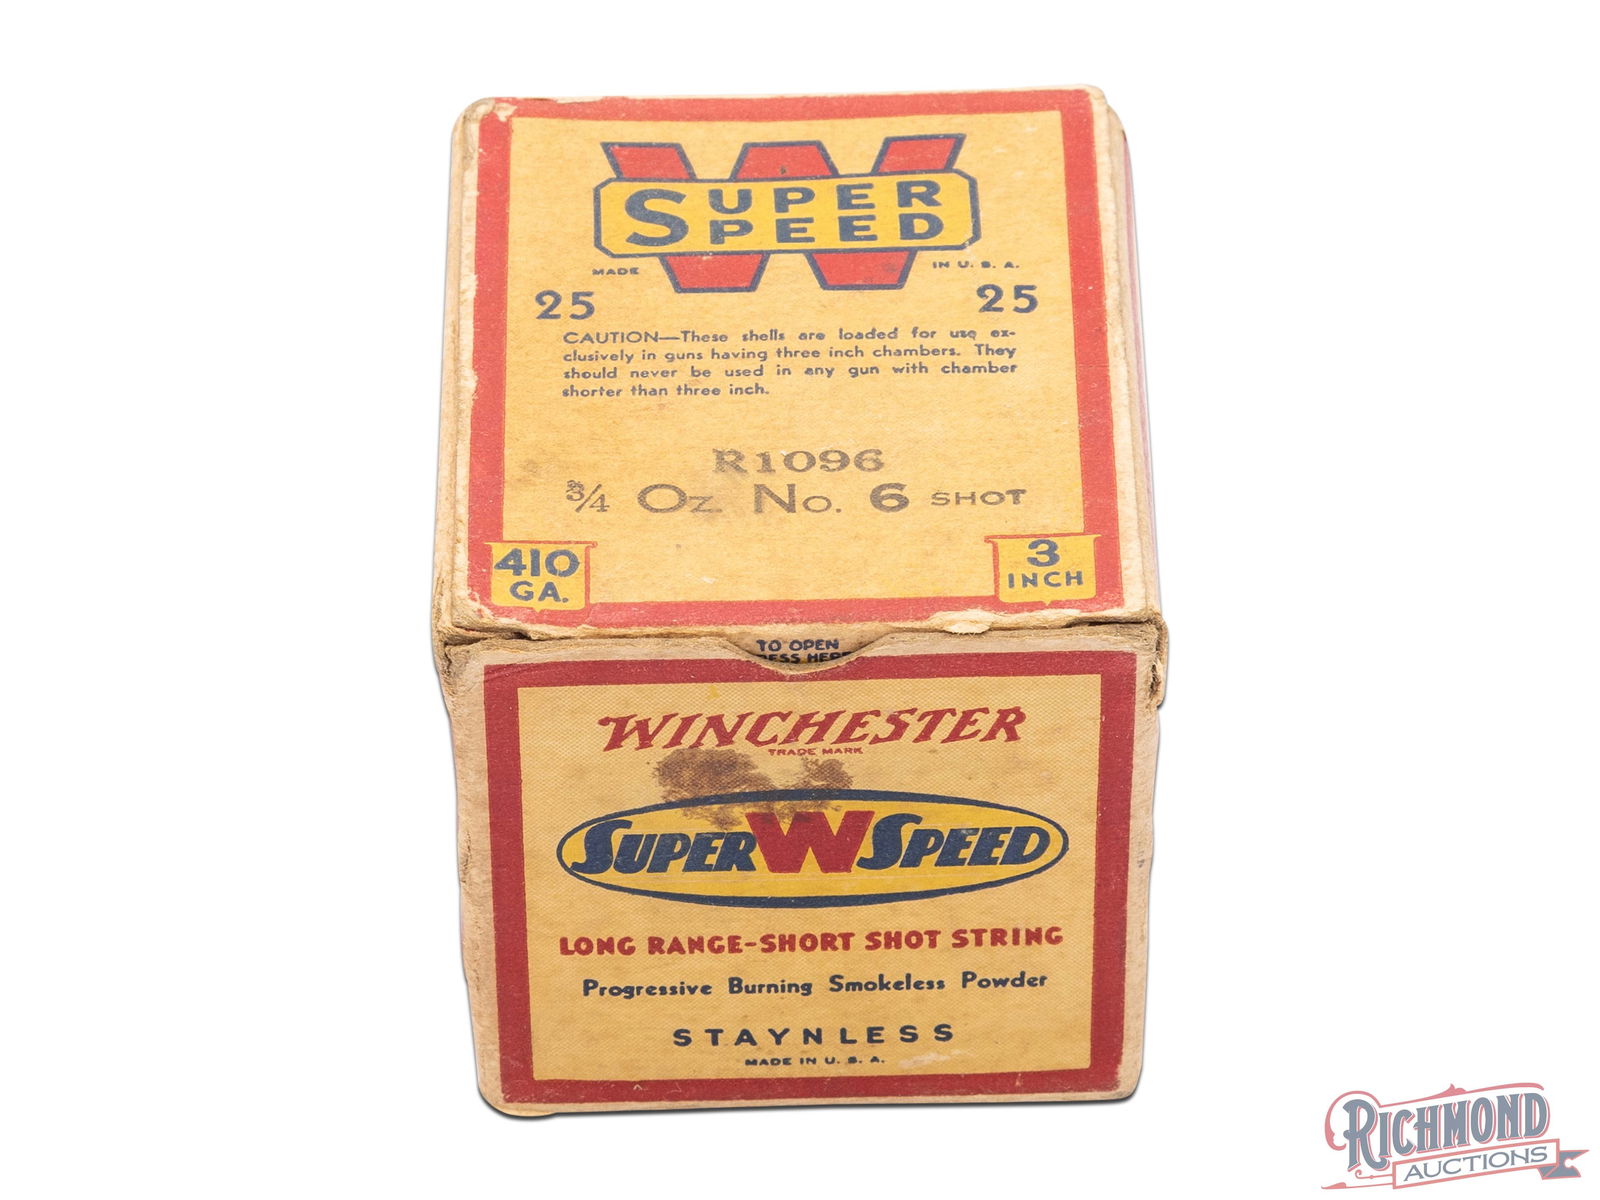 W
SUPER
SPEED
MADE IN U. S. A.
25 25
CAUTION—These shells are loaded for use ex-
clusively in guns having three inch chambers. They
should never be used in any gun with chamber
shorter than three inch.
R1096
3/4 Oz. No. 6 SHOT
410 GA.
3 INCH
TO OPEN
PRESS HERE
WINCHESTER
TRADE MARK
SUPER W SPEED
LONG RANGE-SHORT SHOT STRING
Progressive Burning Smokeless Powder
STAYNLESS
MADE IN U. S. A.
RICHMOND
AUCTIONS